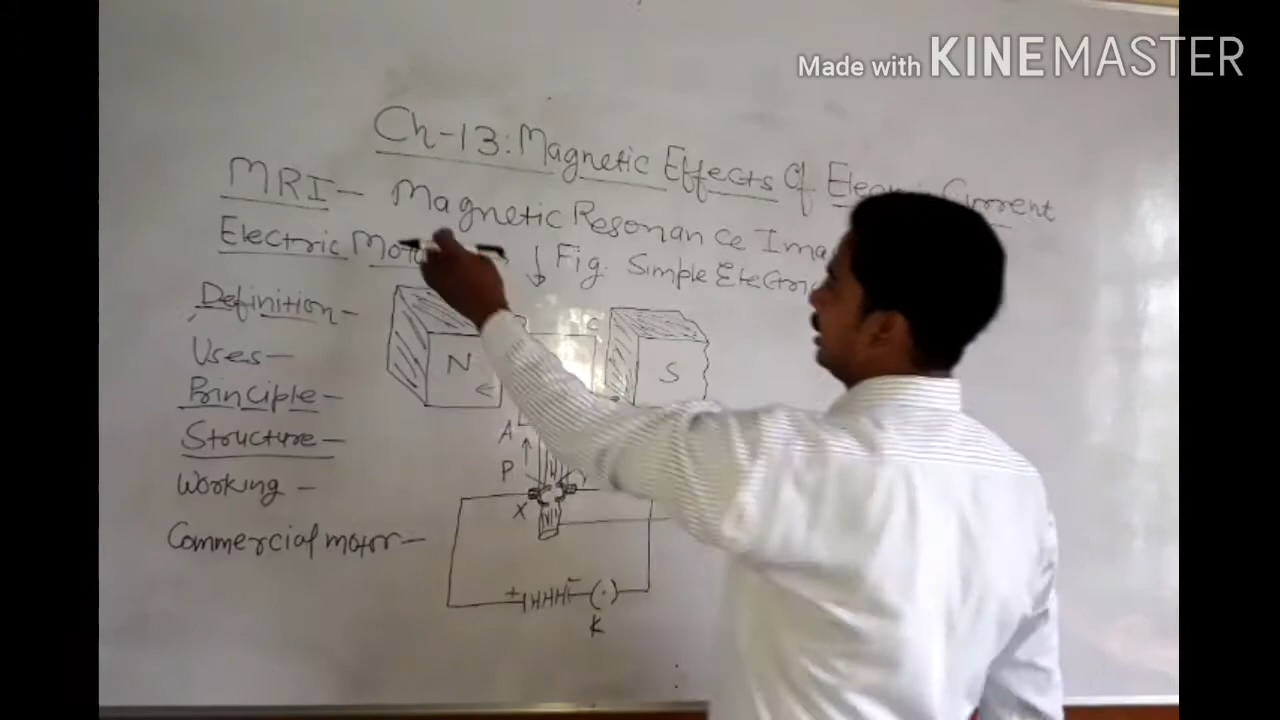 Made with KINEMASTER
Ch-13: Magnetic Effects Of Current
MRI- Magnetic Resonance
Electric
Fig. Simple
Definition-
Uses-
Principle-
Structure-
Working -
Commercial motor-
C
N
S
A
P
X
+ -
K